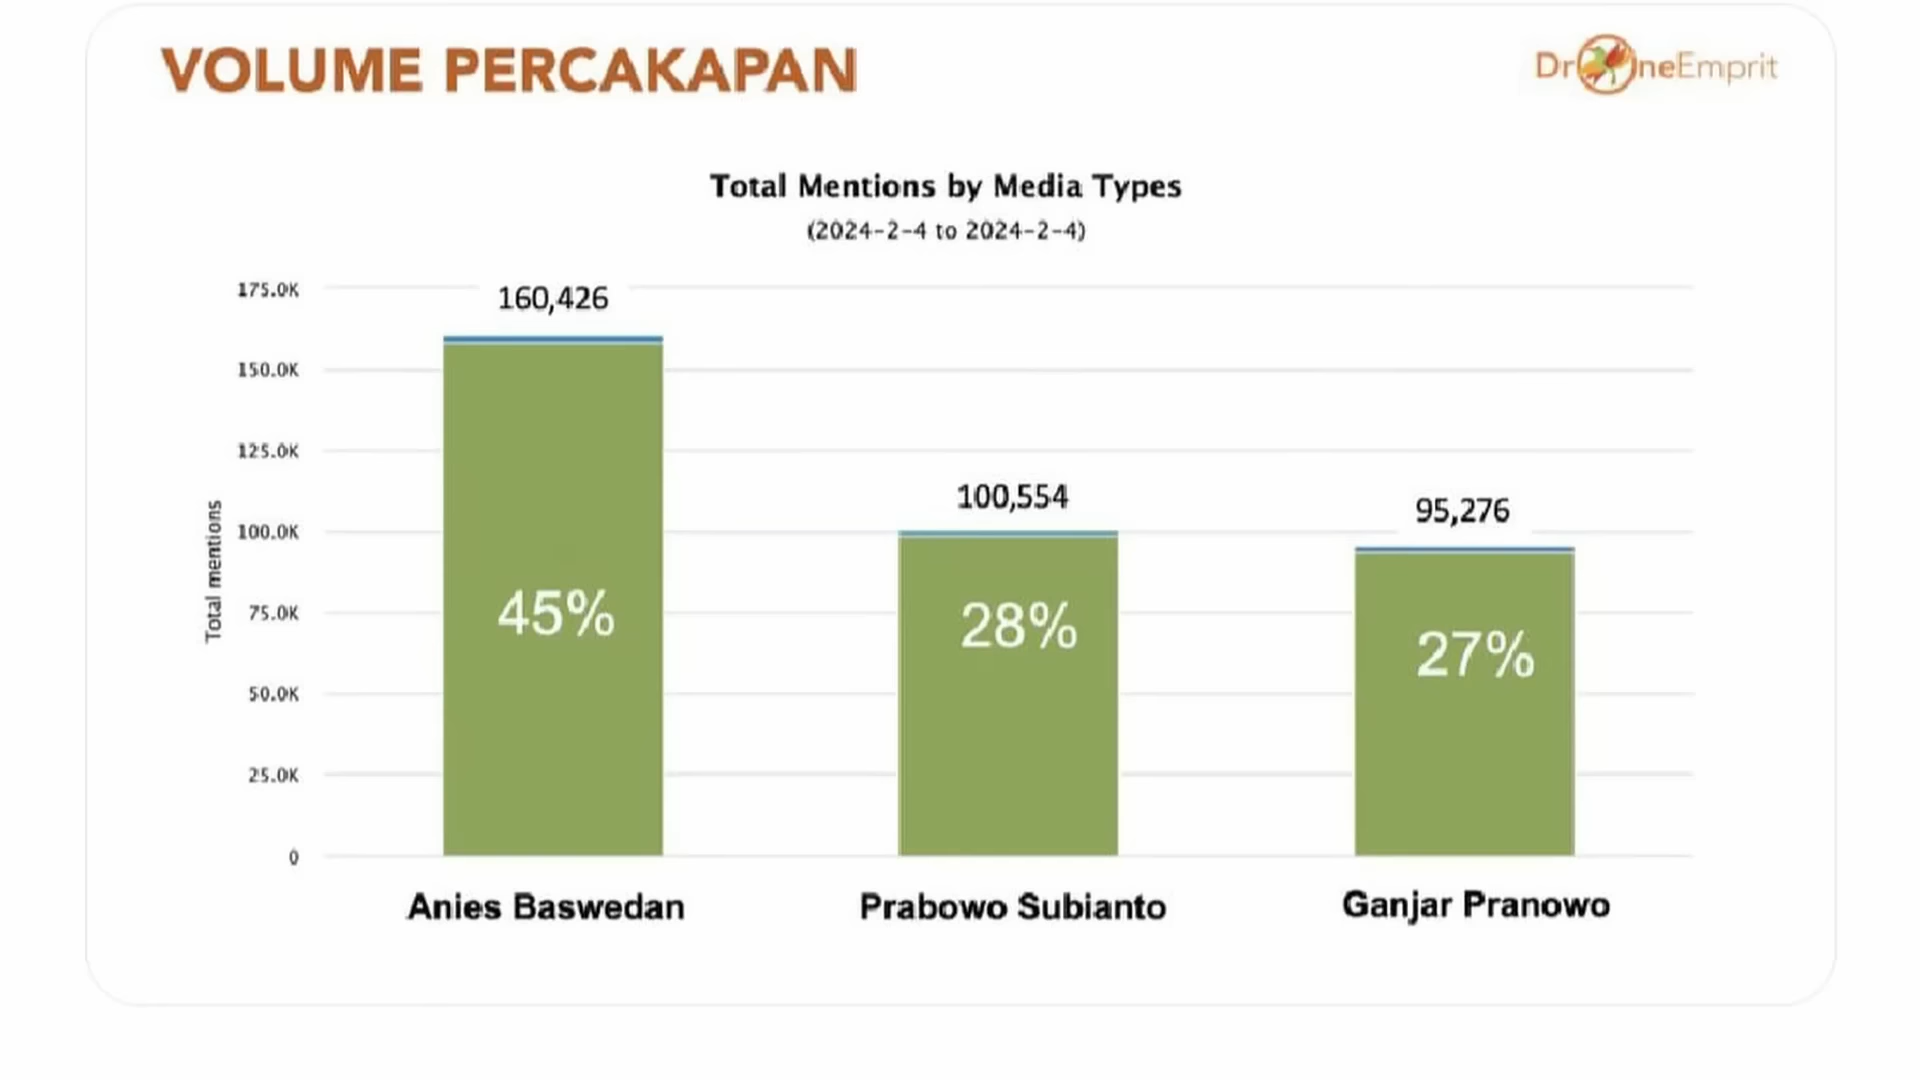 VOLUME PERCAKAPAN
DroneEmprit
Total Mentions by Media Types
(2024-2-4 to 2024-2-4)
175.0K
150.0K
125.0K
100.0K
75.0K
50.0K
25.0K
0
Total mentions
160,426
100,554
95,276
45%
28%
27%
Anies Baswedan
Prabowo Subianto
Ganjar Pranowo